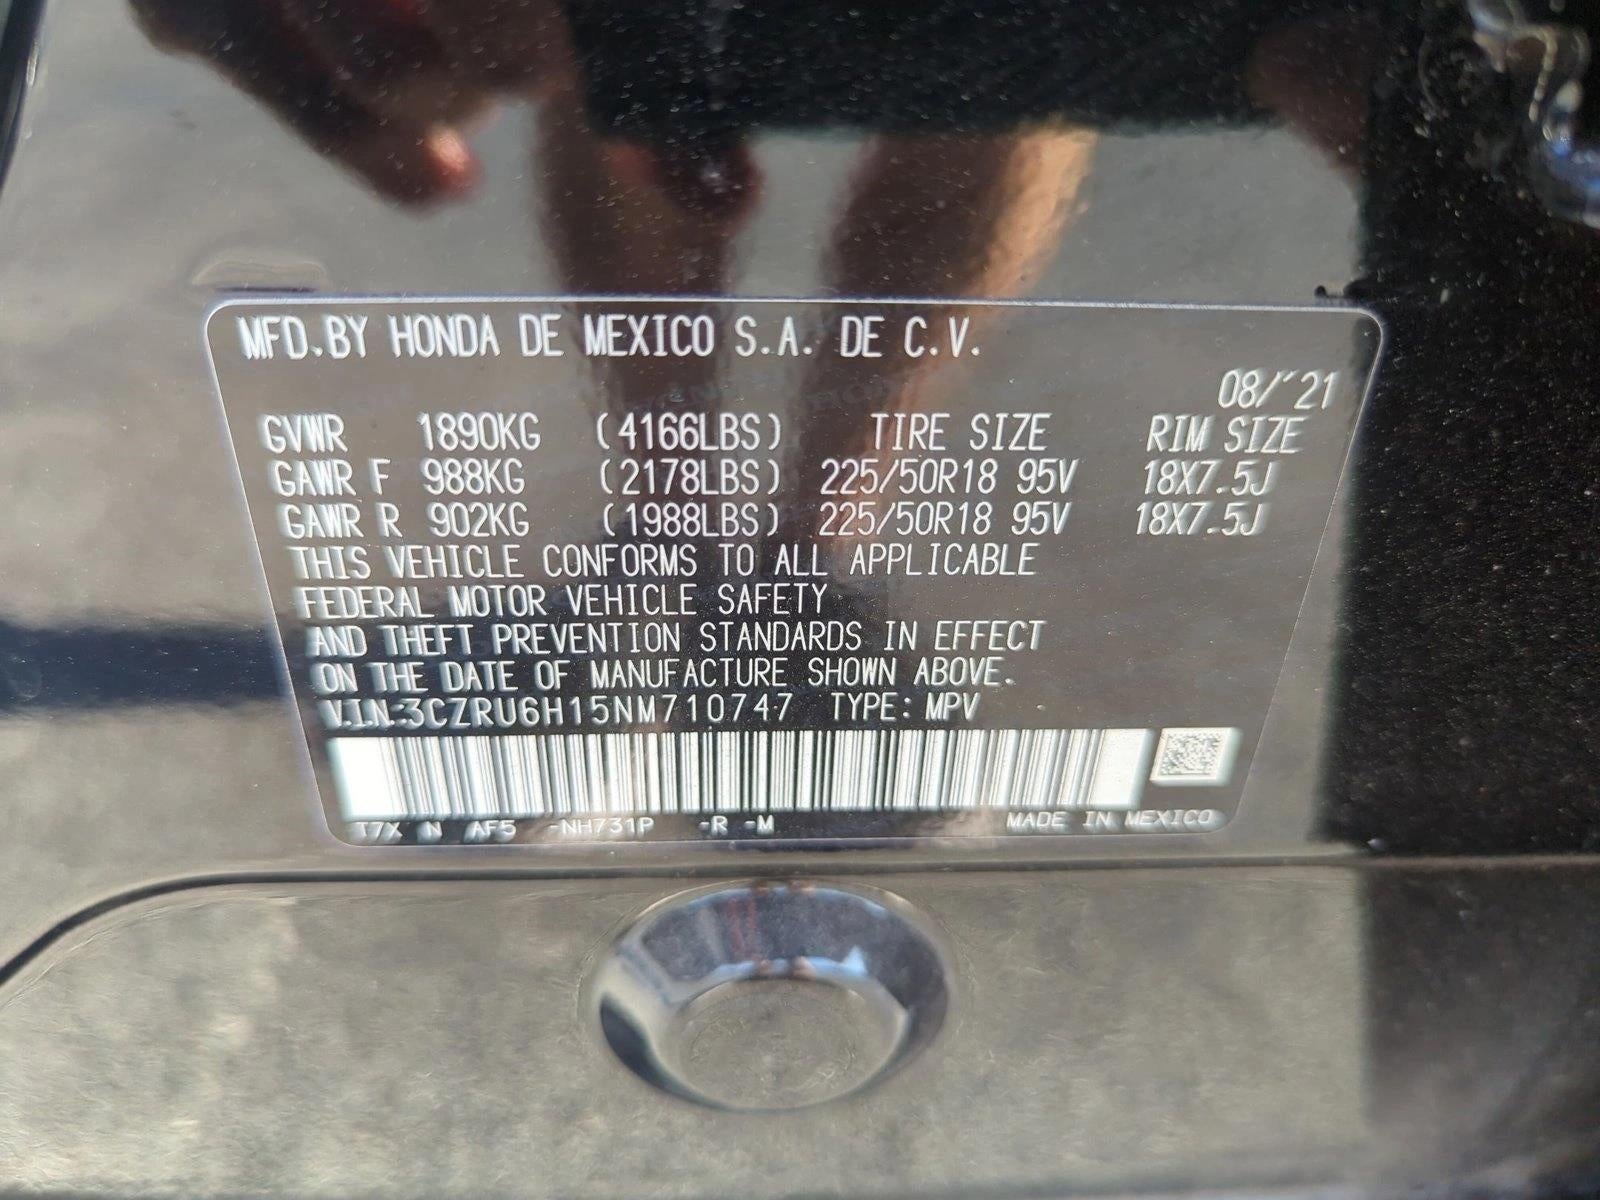 MFD.BY HONDA DE MEXICO S.A. DE C.V.
08/'21
GVWR 1890KG (4166LBS) TIRE SIZE RIM SIZE
GAWR F 988KG (2178LBS) 225/50R18 95V 18X7.5J
GAWR R 902KG (1988LBS) 225/50R18 95V 18X7.5J
THIS VEHICLE CONFORMS TO ALL APPLICABLE
FEDERAL MOTOR VEHICLE SAFETY
AND THEFT PREVENTION STANDARDS IN EFFECT
ON THE DATE OF MANUFACTURE SHOWN ABOVE.
V.I.N.3CZRU6H15NM710747 TYPE: MPV
T7X N AF5 -NH731P -R -M MADE IN MEXICO